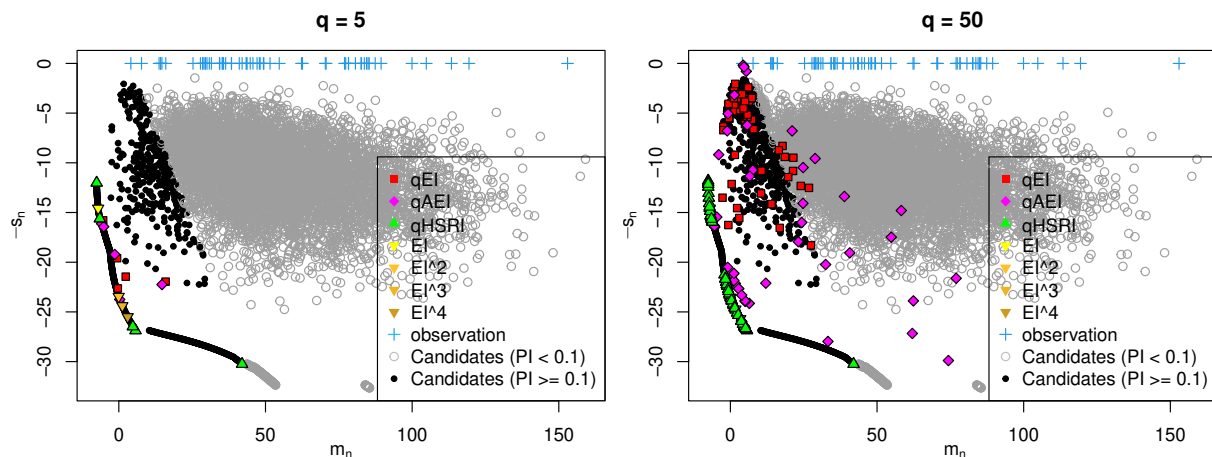 q = 5
−s_n
0
−5
−10
−15
−20
−25
−30
0
50
100
150
m_n
qEI
qAEI
qHSRI
EI
EI^2
EI^3
EI^4
observation
Candidates (PI < 0.1)
Candidates (PI >= 0.1)
q = 50
−s_n
0
−5
−10
−15
−20
−25
−30
0
50
100
150
m_n
qEI
qAEI
qHSRI
EI
EI^2
EI^3
EI^4
observation
Candidates (PI < 0.1)
Candidates (PI >= 0.1)